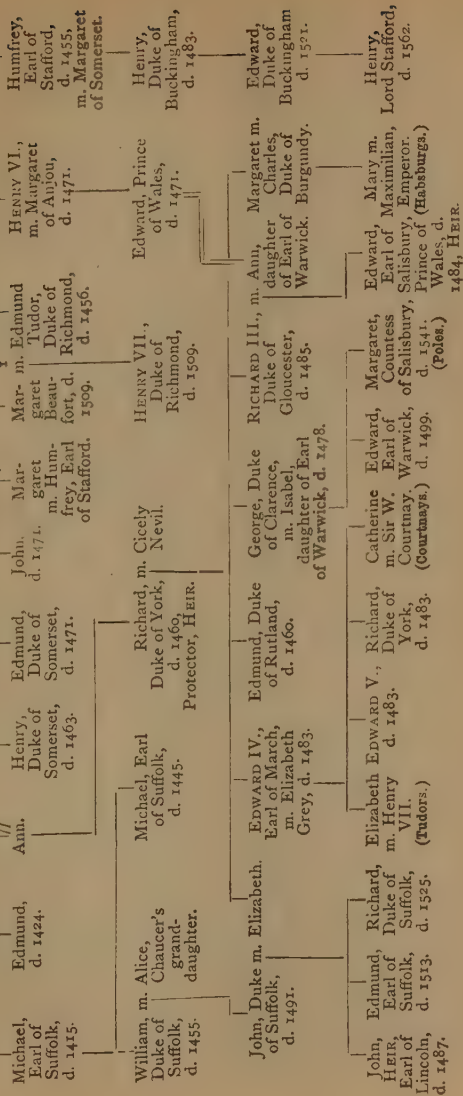 Michael,
Earl of
Suffolk,
d. 1415.
Edmund,
d. 1424.
Ann.
Henry,
Duke of
Somerset,
d. 1463.
Edmund,
Duke of
Somerset,
d. 1471.
John.
d. 1471.
Mar-
garet
m. Hum-
frey, Earl
of Stafford.
Mar-
garet
Beau-
fort, d.
1509.
m. Edmund
Tudor,
Duke of
Richmond,
d. 1456.
HENRY VI.,
m. Margaret
of Anjou,
d. 1471.
Humfrey,
Earl of
Stafford,
d. 1455.
m. Margaret
of Somerset.
William,
Duke of
Suffolk,
d. 1455.
m. Alice,
Chaucer's
grand-
daughter.
Michael, Earl
of Suffolk,
d. 1445.
Richard,
Duke of York,
d. 1460,
Protector, HEIR.
m. Cicely
Nevil.
HENRY VII.,
Duke of
Richmond,
d. 1509.
Edward, Prince
of Wales,
d. 1471.
Henry,
Duke of
Buckingham,
d. 1483.
John, Duke
of Suffolk,
d. 1491.
m. Elizabeth.
EDWARD IV.,
Earl of March,
m. Elizabeth
Grey, d. 1483.
Edmund, Duke
of Rutland,
d. 1460.
George, Duke
of Clarence,
m. Isabel,
daughter of Earl
of Warwick, d. 1478.
RICHARD III.,
Duke of
Gloucester,
d. 1485.
m. Ann,
daughter
of Earl of
Warwick.
Margaret m.
Charles,
Duke of
Burgundy.
Edward,
Duke of
Buckingham
d. 1521.
John,
HEIR,
Earl of
Lincoln,
d. 1487.
Edmund,
Earl of
Suffolk,
d. 1513.
Richard,
Duke of
Suffolk,
d. 1525.
Elizabeth
m. Henry
VII.
(Tudors.)
EDWARD V.,
d. 1483.
Richard,
Duke of
York,
d. 1483.
Catherine
m. Sir W.
Courtnay.
(Courtnays.)
Edward,
Earl of
Warwick,
d. 1499.
Margaret,
Countess
of Salisbury,
d. 1541.
(Poles.)
Edward,
Earl of
Salisbury,
Prince of
Wales, d.
1484, HEIR.
Mary m.
Maximilian,
Emperor.
(Habsburgs.)
Henry,
Lord Stafford,
d. 1562.